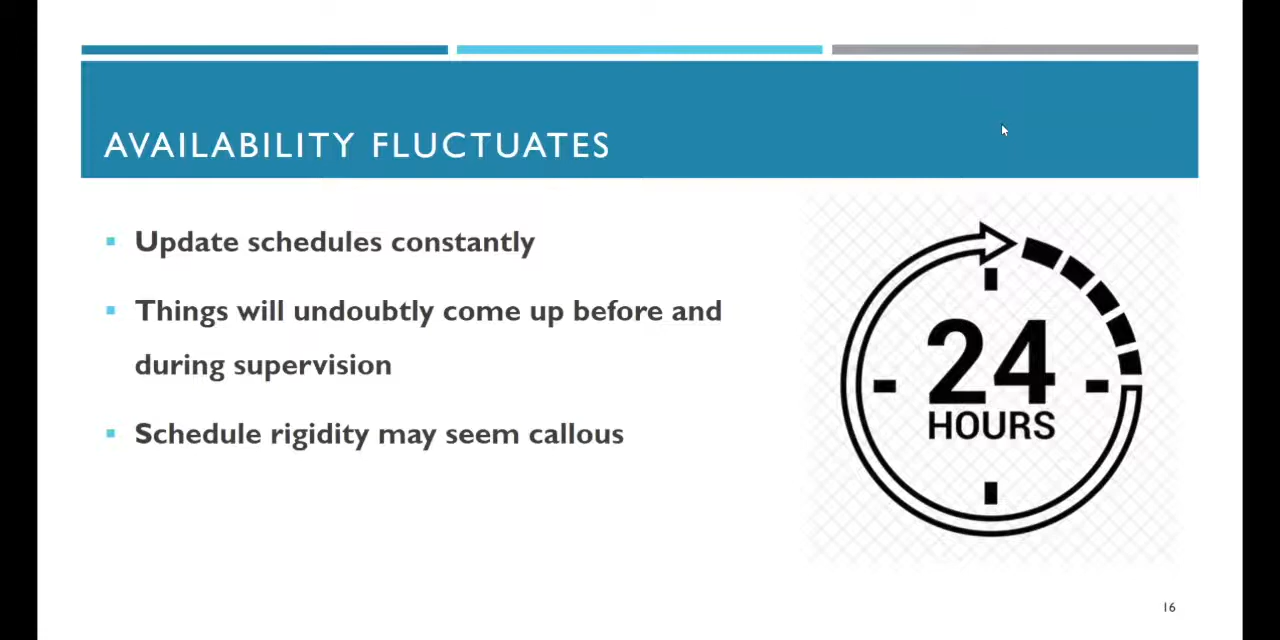 AVAILABILITY FLUCTUATES
Update schedules constantly
Things will undoubtly come up before and
during supervision
Schedule rigidity may seem callous
24
HOURS
16